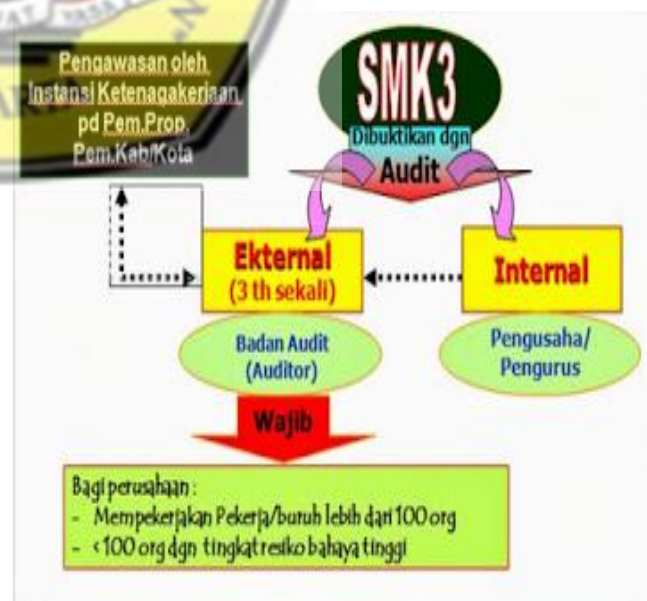 Pengawasan oleh
Instansi Ketenagakerjaan
pd Pem.Prop.
Pem.Kab/Kota
SMK3
Dibuktikan dgn
Audit
Ekternal
(3 th sekali)
Internal
Badan Audit
(Auditor)
Pengusaha/
Pengurus
Wajib
Bagi perusahaan :
- Mempekerjakan Pekerja/buruh lebih dari 100 org
- <100 org dgn tingkat resiko bahaya tinggi